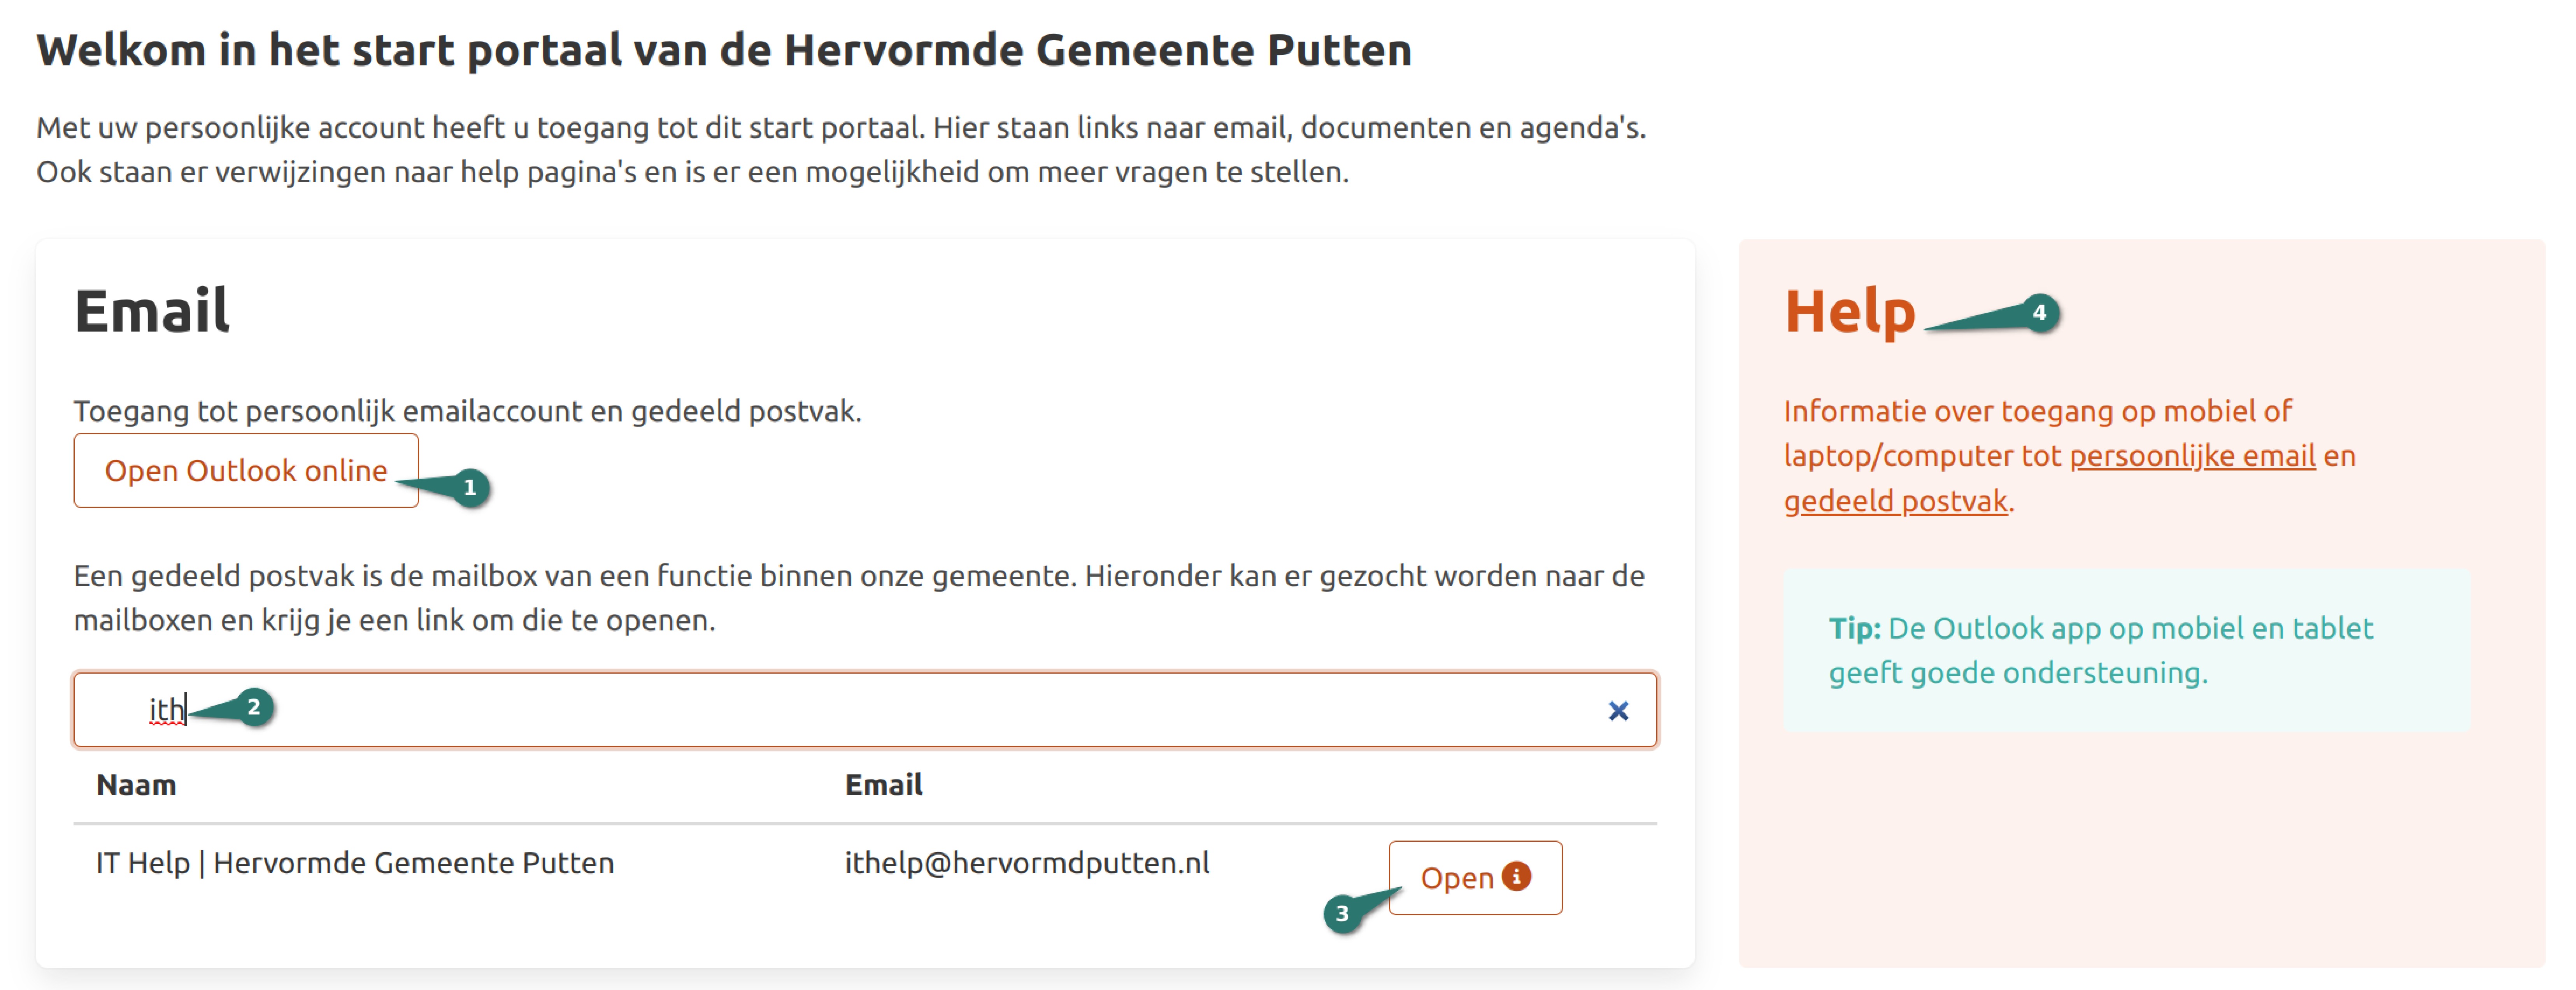 Welkom in het start portaal van de Hervormde Gemeente Putten
Met uw persoonlijke account heeft u toegang tot dit start portaal. Hier staan links naar email, documenten en agenda's.
Ook staan er verwijzingen naar help pagina's en is er een mogelijkheid om meer vragen te stellen.
Email
Toegang tot persoonlijk emailaccount en gedeeld postvak.
Open Outlook online
1
Een gedeeld postvak is de mailbox van een functie binnen onze gemeente. Hieronder kan er gezocht worden naar de
mailboxen en krijg je een link om die te openen.
ith
2
Naam Email
IT Help | Hervormde Gemeente Putten ithelp@hervormdputten.nl Open i
3
Help
4
Informatie over toegang op mobiel of
laptop/computer tot persoonlijke email en
gedeeld postvak.
Tip: De Outlook app op mobiel en tablet
geeft goede ondersteuning.